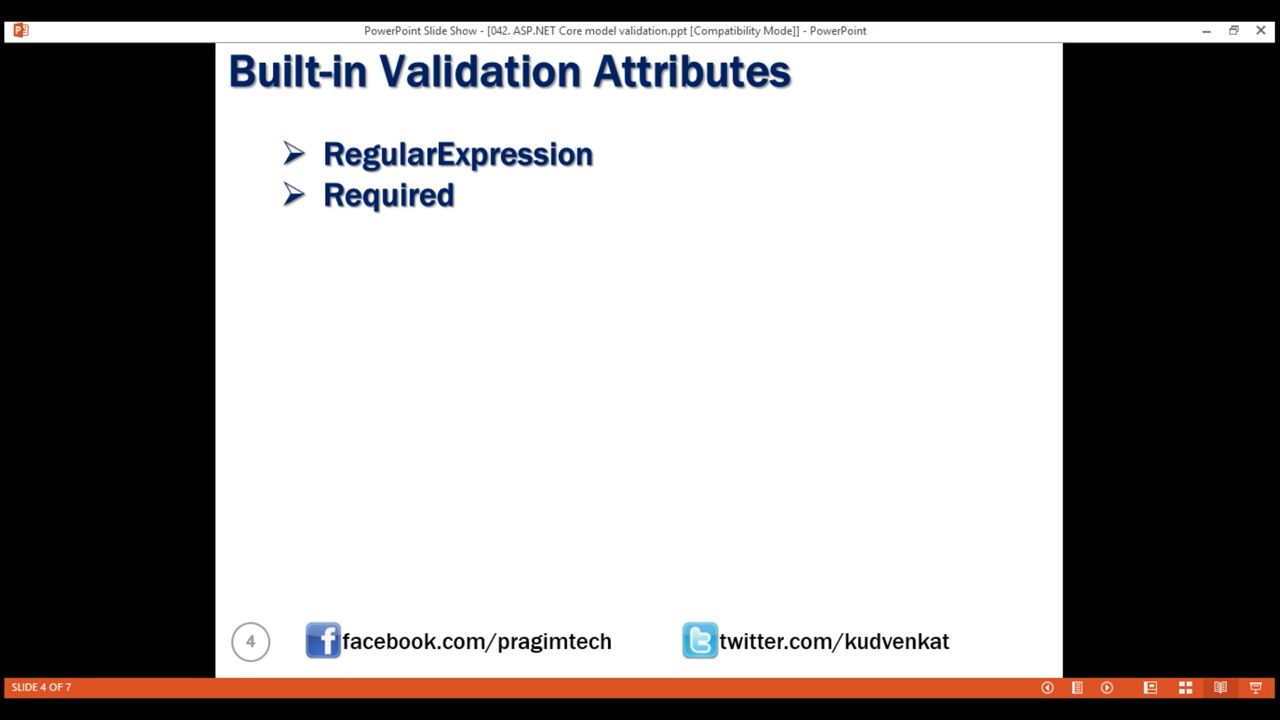 PowerPoint Slide Show - [042. ASP.NET Core model validation.ppt [Compatibility Mode]] - PowerPoint
Built-in Validation Attributes
RegularExpression
Required
4
facebook.com/pragimtech
twitter.com/kudvenkat
SLIDE 4 OF 7